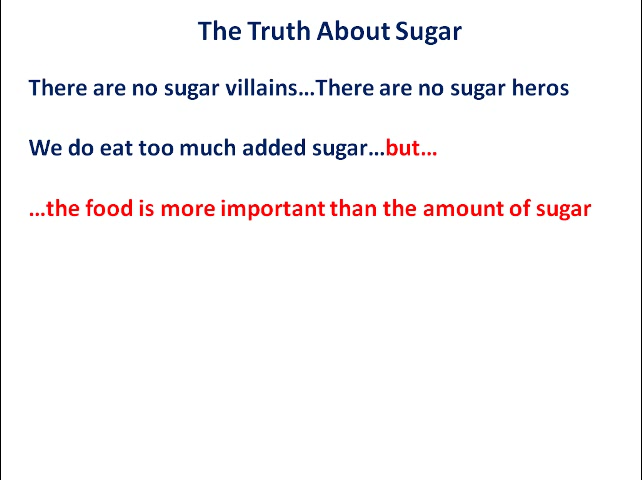 The Truth About Sugar
There are no sugar villains...There are no sugar heros
We do eat too much added sugar...but...
...the food is more important than the amount of sugar